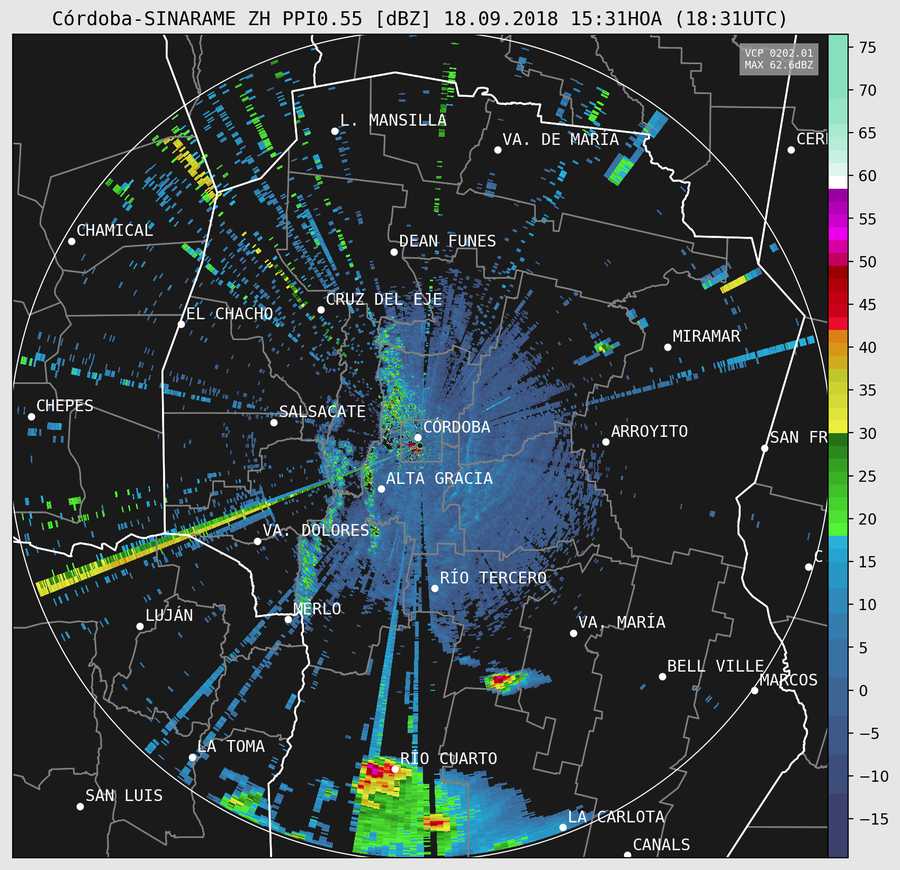 Córdoba-SINARAME ZH PPI0.55 [dBZ] 18.09.2018 15:31HOA (18:31UTC)
VCP 0202.01
MAX 62.6dBZ
L. MANSILLA
VA. DE MARÍA
CER
CHAMICAL
DEAN FUNES
CRUZ DEL EJE
EL CHACHO
MIRAMAR
CHEPES
SALSACATE
CÓRDOBA
ARROYITO
SAN FR
ALTA GRACIA
VA. DOLORES
C
RÍO TERCERO
MERLO
LUJÁN
VA. MARÍA
BELL VILLE
MARCOS
LA TOMA
RÍO CUARTO
SAN LUIS
LA CARLOTA
CANALS
75
70
65
60
55
50
45
40
35
30
25
20
15
10
5
0
−5
−10
−15